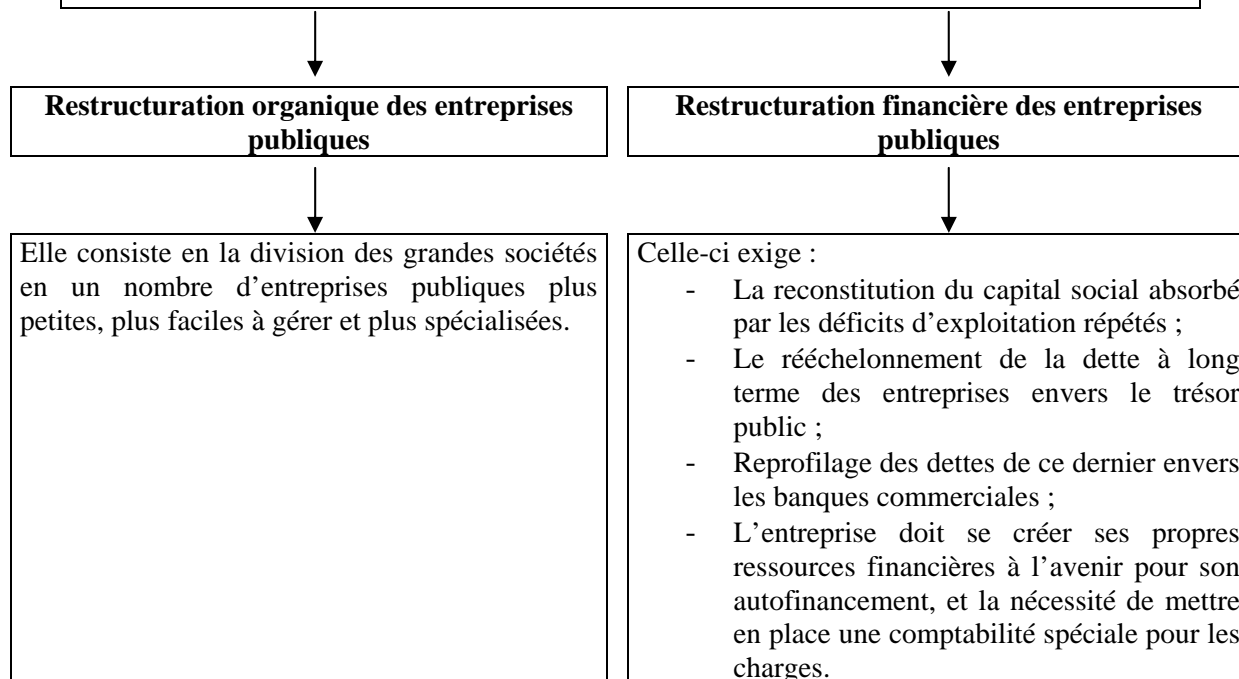 Restructuration organique des entreprises
publiques
Restructuration financière des entreprises
publiques
Elle consiste en la division des grandes sociétés
en un nombre d'entreprises publiques plus
petites, plus faciles à gérer et plus spécialisées.
Celle-ci exige :
- La reconstitution du capital social absorbé
par les déficits d'exploitation répétés ;
- Le rééchelonnement de la dette à long
terme des entreprises envers le trésor
public ;
- Reprofilage des dettes de ce dernier envers
les banques commerciales ;
- L'entreprise doit se créer ses propres
ressources financières à l'avenir pour son
autofinancement, et la nécessité de mettre
en place une comptabilité spéciale pour les
charges.